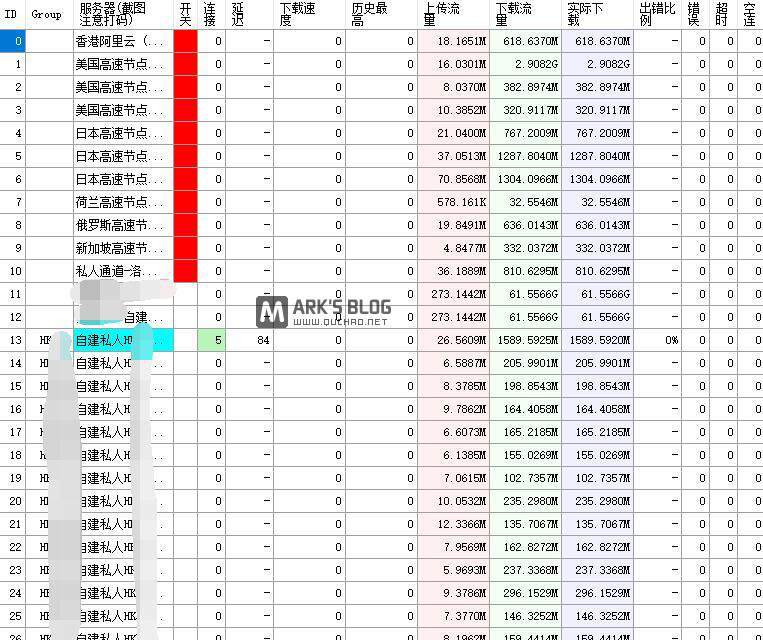 ID Group 服务器(截图注意打码) 开关 连接 延迟 下载速度 历史最高 上传流量 下载流量 实际下载 出错比例 错误 超时 空连
0 香港阿里云 (... 0 - 0 0 18.1651M 618.6370M 618.6370M - 0 0 0
1 美国高速节点... 0 - 0 0 16.0301M 2.9082G 2.9082G - 0 0 0
2 美国高速节点... 0 - 0 0 8.0370M 382.8974M 382.8974M - 0 0 0
3 美国高速节点... 0 - 0 0 10.3852M 320.9117M 320.9117M - 0 0 0
4 日本高速节点... 0 - 0 0 21.0400M 767.2009M 767.2009M - 0 0 0
5 日本高速节点... 0 - 0 0 37.0513M 1287.8040M 1287.8040M - 0 0 0
6 日本高速节点... 0 - 0 0 70.8568M 1304.0966M 1304.0966M - 0 0 0
7 荷兰高速节点... 0 - 0 0 578.161K 32.5546M 32.5546M - 0 0 0
8 俄罗斯高速节... 0 - 0 0 19.8491M 636.0143M 636.0143M - 0 0 0
9 新加坡高速节... 0 - 0 0 4.8477M 332.0372M 332.0372M - 0 0 0
10 私人通道-洛... 0 - 0 0 36.1889M 810.6295M 810.6295M - 0 0 0
11 0 - 0 0 273.1442M 61.5566G 61.5566G - 0 0 0
12 自建... 0 - 0 0 273.1442M 61.5566G 61.5566G - 0 0 0
MARK'S BLOG
WWW.QUCHAO.NET
13 自建私人H ... 5 84 0 0 26.5609M 1589.5925M 1589.5920M 0% 0 0 0
14 自建私人H ... 0 - 0 0 6.5887M 205.9901M 205.9901M - 0 0 0
15 自建私人H ... 0 - 0 0 8.3785M 198.8543M 198.8543M - 0 0 0
16 自建私人H ... 0 - 0 0 9.7862M 164.4058M 164.4058M - 0 0 0
17 自建私人H ... 0 - 0 0 6.6073M 165.2185M 165.2185M - 0 0 0
18 自建私人H ... 0 - 0 0 6.1385M 155.0269M 155.0269M - 0 0 0
19 自建私人H ... 0 - 0 0 7.0615M 102.7357M 102.7357M - 0 0 0
20 自建私人H ... 0 - 0 0 10.0532M 235.2980M 235.2980M - 0 0 0
21 自建私人H ... 0 - 0 0 12.3366M 135.7067M 135.7067M - 0 0 0
22 自建私人H ... 0 - 0 0 7.9569M 162.8272M 162.8272M - 0 0 0
23 自建私人H ... 0 - 0 0 5.9693M 237.3368M 237.3368M - 0 0 0
24 自建私人HK ... 0 - 0 0 9.3786M 296.1529M 296.1529M - 0 0 0
25 自建私人HK ... 0 - 0 0 7.3770M 146.3252M 146.3252M - 0 0 0
26 自建私人HK ... 0 - 0 0 8.1962M 159.4414M 159.4414M - 0 0 0